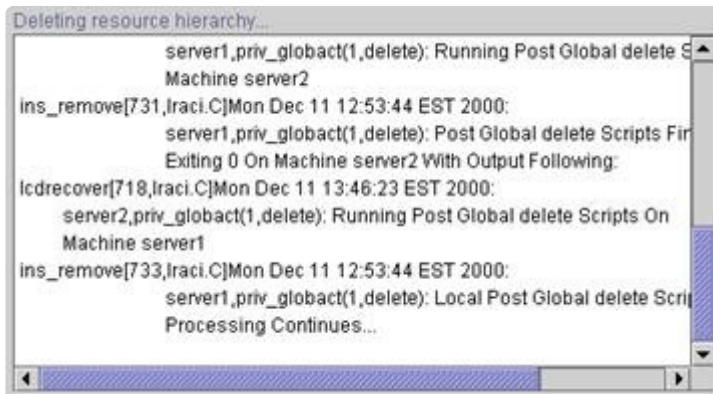 Deleting resource hierarchy...
server1,priv_globact(1,delete): Running Post Global delete S
Machine server2
ins_remove[731,lraci.C]Mon Dec 11 12:53:44 EST 2000:
server1,priv_globact(1,delete): Post Global delete Scripts Fir
Exiting 0 On Machine server2 With Output Following:
lcdrecover[718,lraci.C]Mon Dec 11 13:46:23 EST 2000:
server2,priv_globact(1,delete): Running Post Global delete Scripts On
Machine server1
ins_remove[733,lraci.C]Mon Dec 11 12:53:44 EST 2000:
server1,priv_globact(1,delete): Local Post Global delete Scrip
Processing Continues...